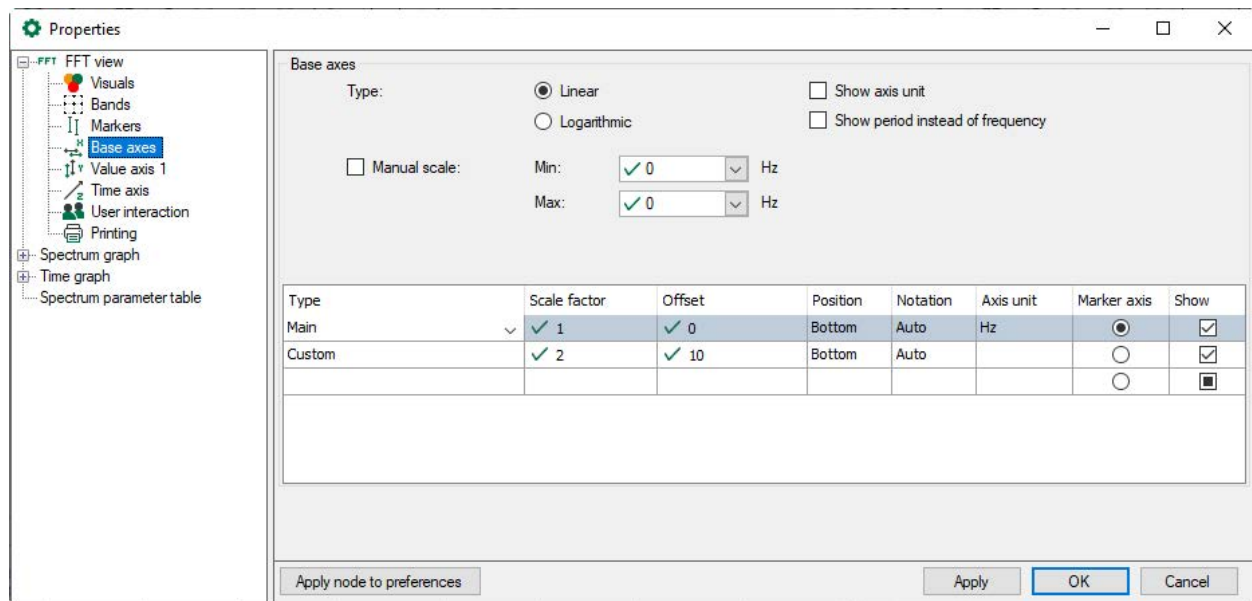 Properties
FFT FFT view
Visuals
Bands
Markers
Base axes
Value axis 1
Time axis
User interaction
Printing
Spectrum graph
Time graph
Spectrum parameter table
Base axes
Type: Linear Show axis unit
Logarithmic Show period instead of frequency
Manual scale: Min: 0 Hz
Max: 0 Hz
Type Scale factor Offset Position Notation Axis unit Marker axis Show
Main 1 0 Bottom Auto Hz
Custom 2 10 Bottom Auto
Apply node to preferences Apply OK Cancel